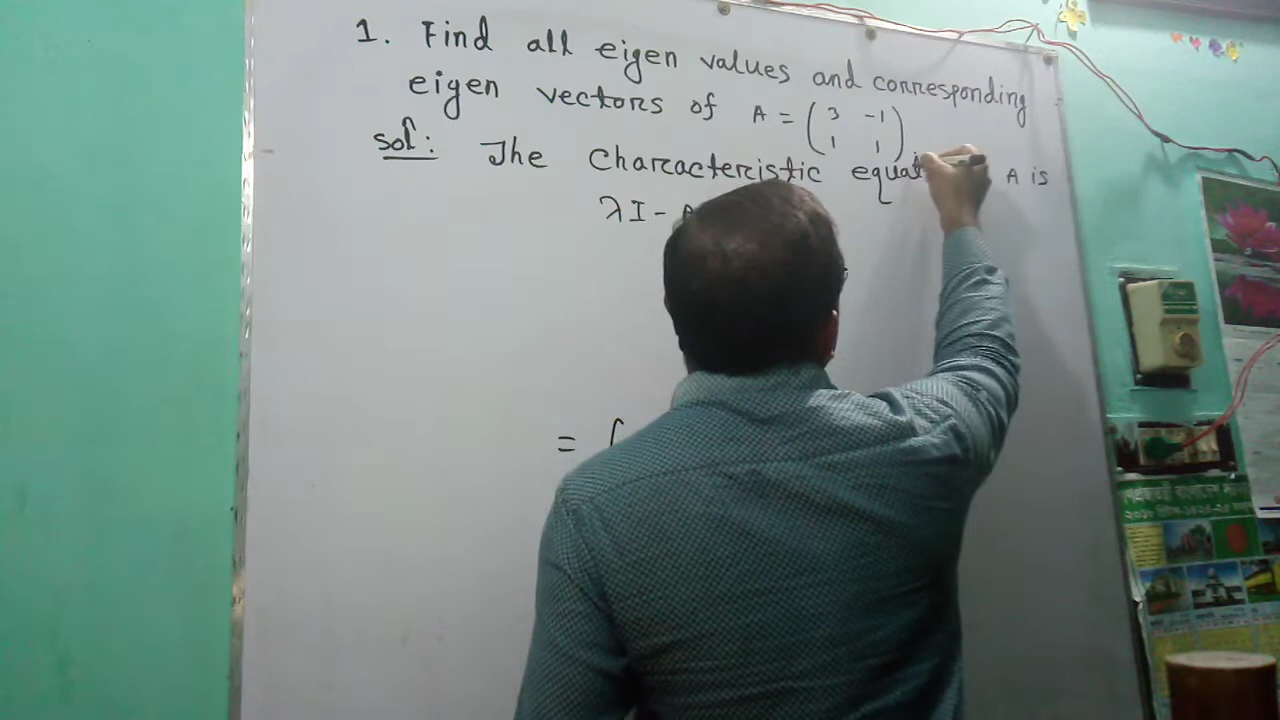 1. Find all eigen values and corresponding
eigen vectors of A = (3 -1
1 1)
Sol: The characteristic equat A is
λI -
= (